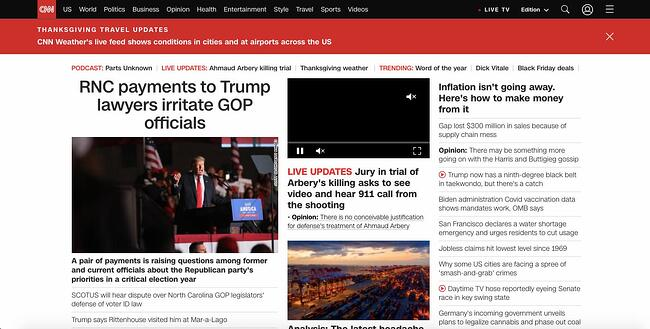 CNN US World Politics Business Opinion Health Entertainment Style Travel Sports Videos LIVE TV Edition
THANKSGIVING TRAVEL UPDATES
CNN Weather's live feed shows conditions in cities and at airports across the US
PODCAST: Parts Unknown LIVE UPDATES: Ahmaud Arbery killing trial Thanksgiving weather TRENDING: Word of the year Dick Vitale Black Friday deals
RNC payments to Trump
lawyers irritate GOP
officials
A pair of payments is raising questions among former
and current officials about the Republican party's
priorities in a critical election year
SCOTUS will hear dispute over North Carolina GOP legislators'
defense of voter ID law
Trump says Rittenhouse visited him at Mar-a-Lago
LIVE UPDATES Jury in trial of
Arbery's killing asks to see
video and hear 911 call from
the shooting
• Opinion: There is no conceivable justification
for defense's treatment of Ahmaud Arbery
Analysis: The latest headache
Inflation isn't going away.
Here's how to make money
from it
Gap lost $300 million in sales because of
supply chain mess
Opinion: There may be something more
going on with the Harris and Buttigieg gossip
Trump now has a ninth-degree black belt
in taekwondo, but there's a catch
Biden administration Covid vaccination data
shows mandates work, OMB says
San Francisco declares a water shortage
emergency and urges residents to cut usage
Jobless claims hit lowest level since 1969
Why some US cities are facing a spree of
'smash-and-grab' crimes
Daytime TV hose reportedly eyeing Senate
race in key swing state
Germany's incoming government unveils
plans to legalize cannabis and phase out coal